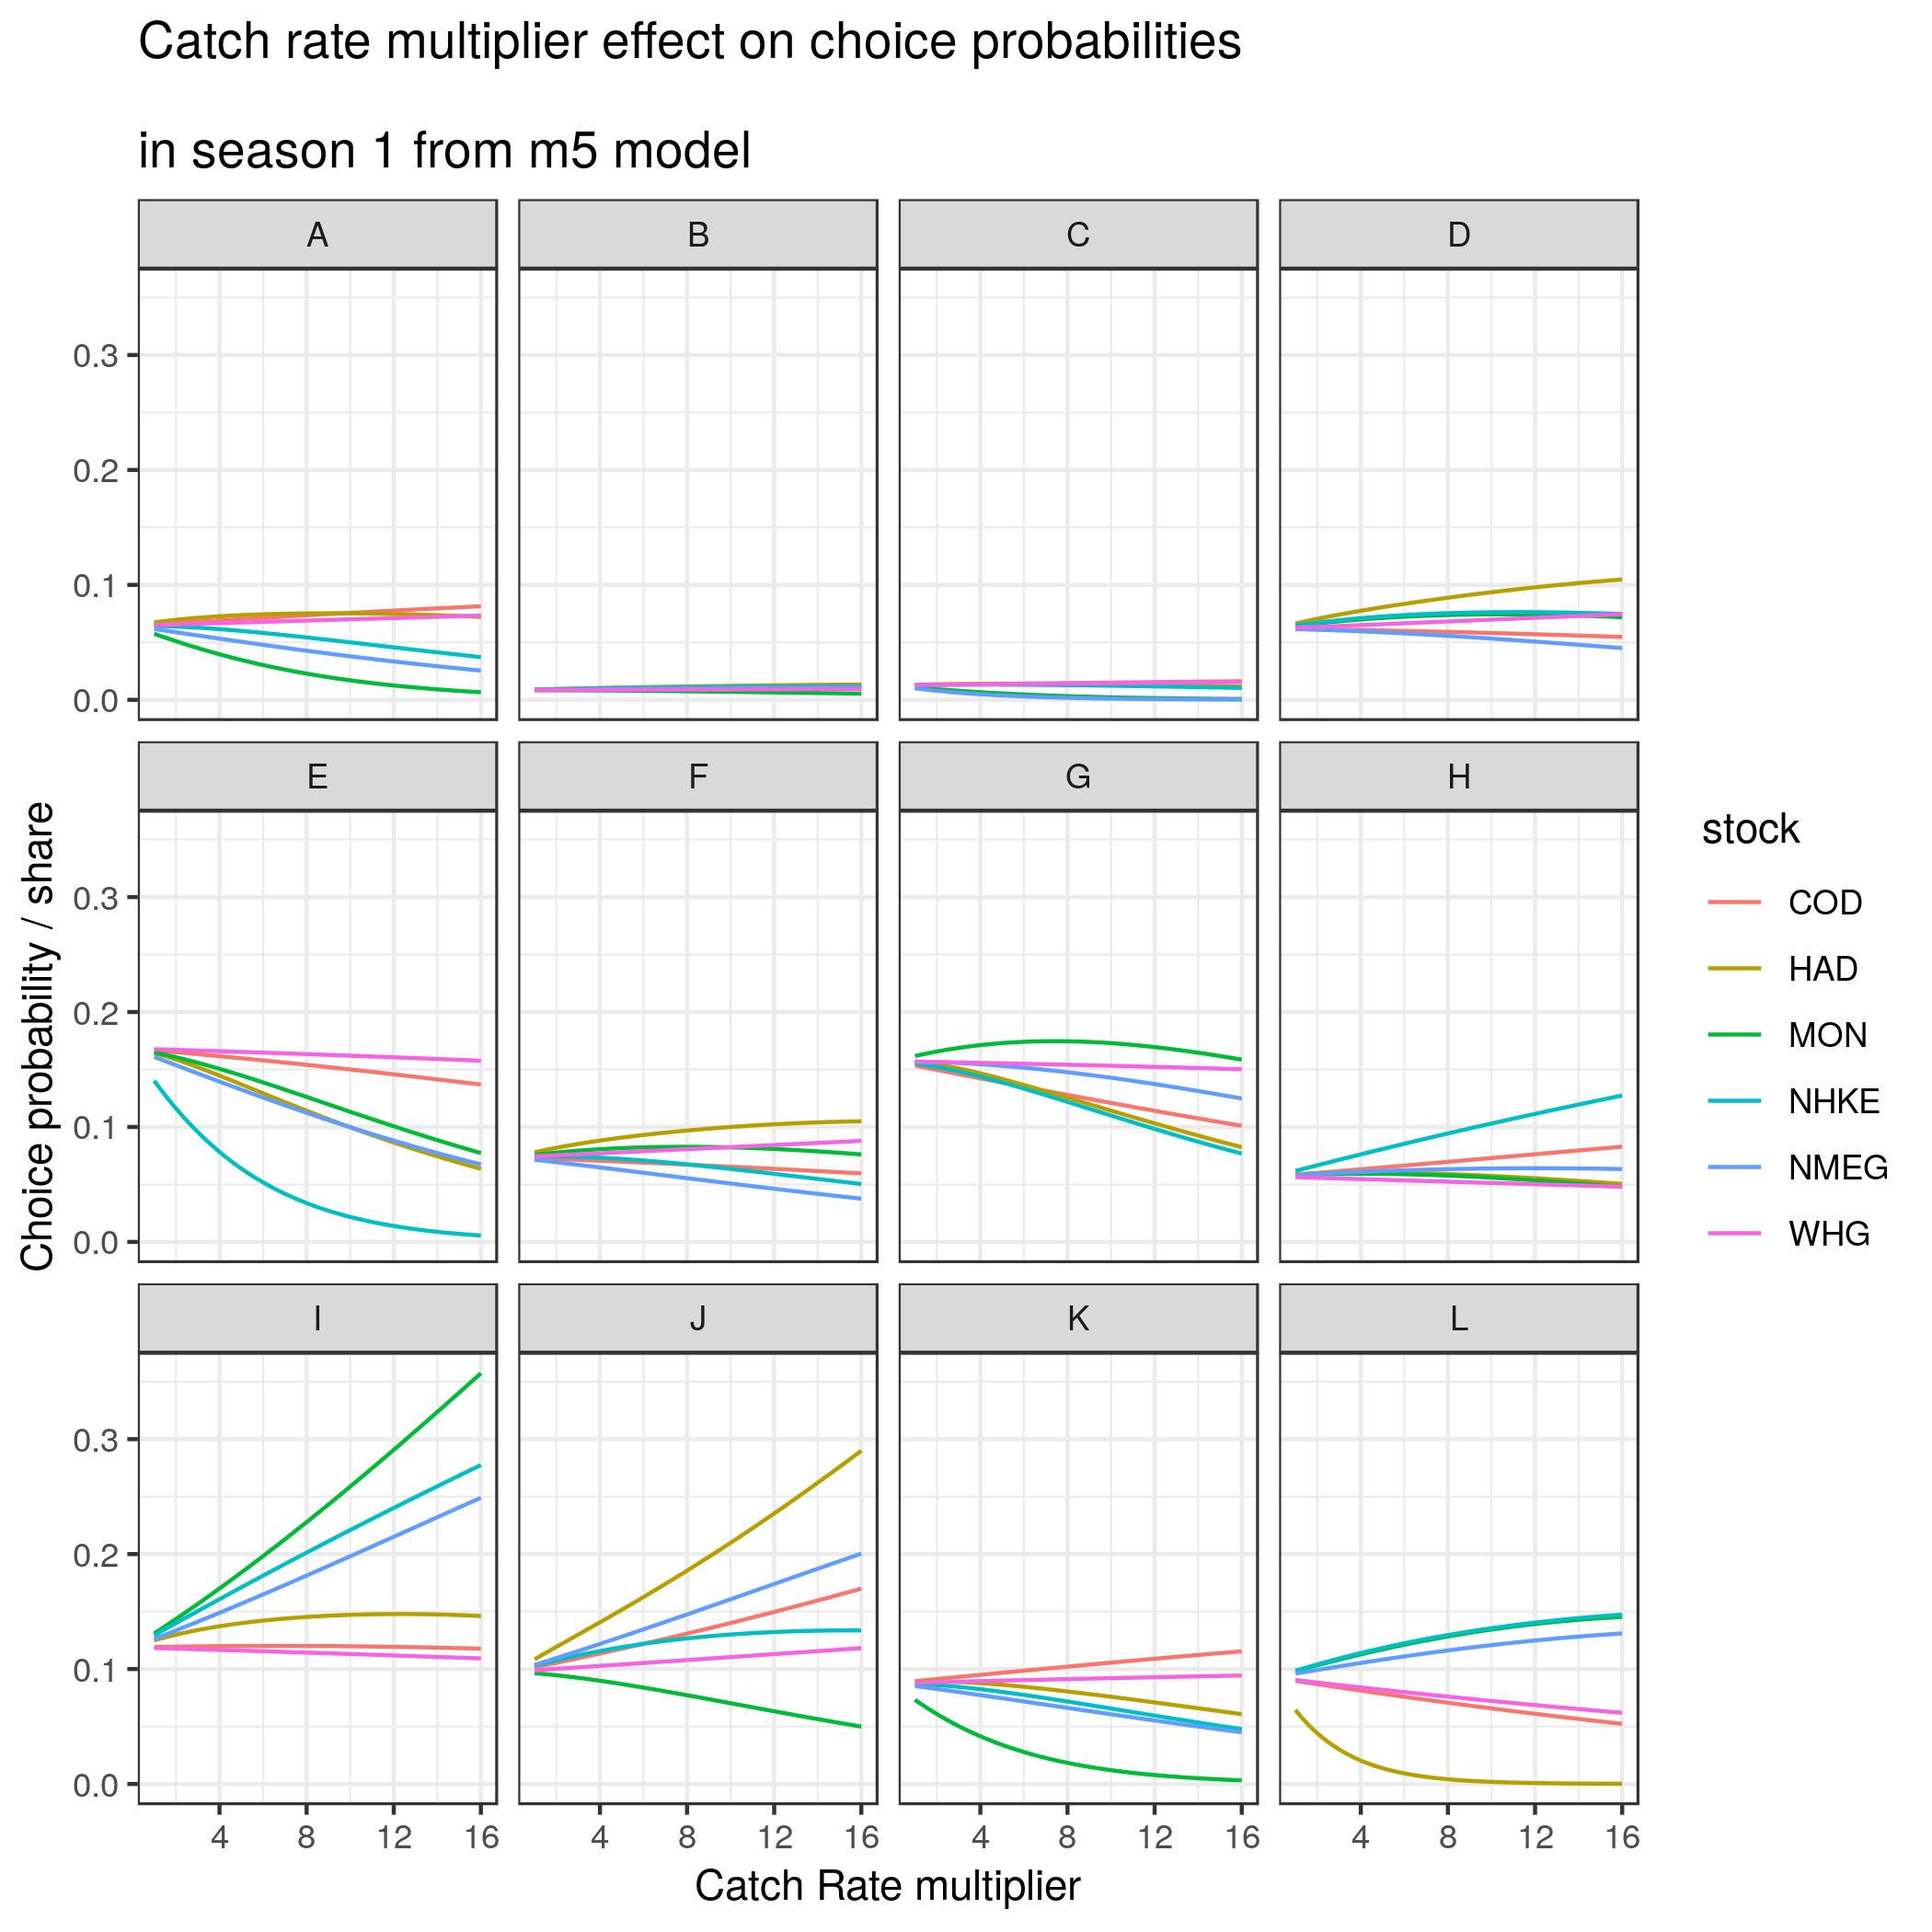 Catch rate multiplier effect on choice probabilities
in season 1 from m5 model
A B C D
0.3
0.2
0.1
0.0
E F G H
0.3
0.2
0.1
0.0
I J K L
0.3
0.2
0.1
0.0
4 8 12 16 4 8 12 16 4 8 12 16 4 8 12 16
Catch Rate multiplier
Choice probability / share
stock
COD
HAD
MON
NHKE
NMEG
WHG